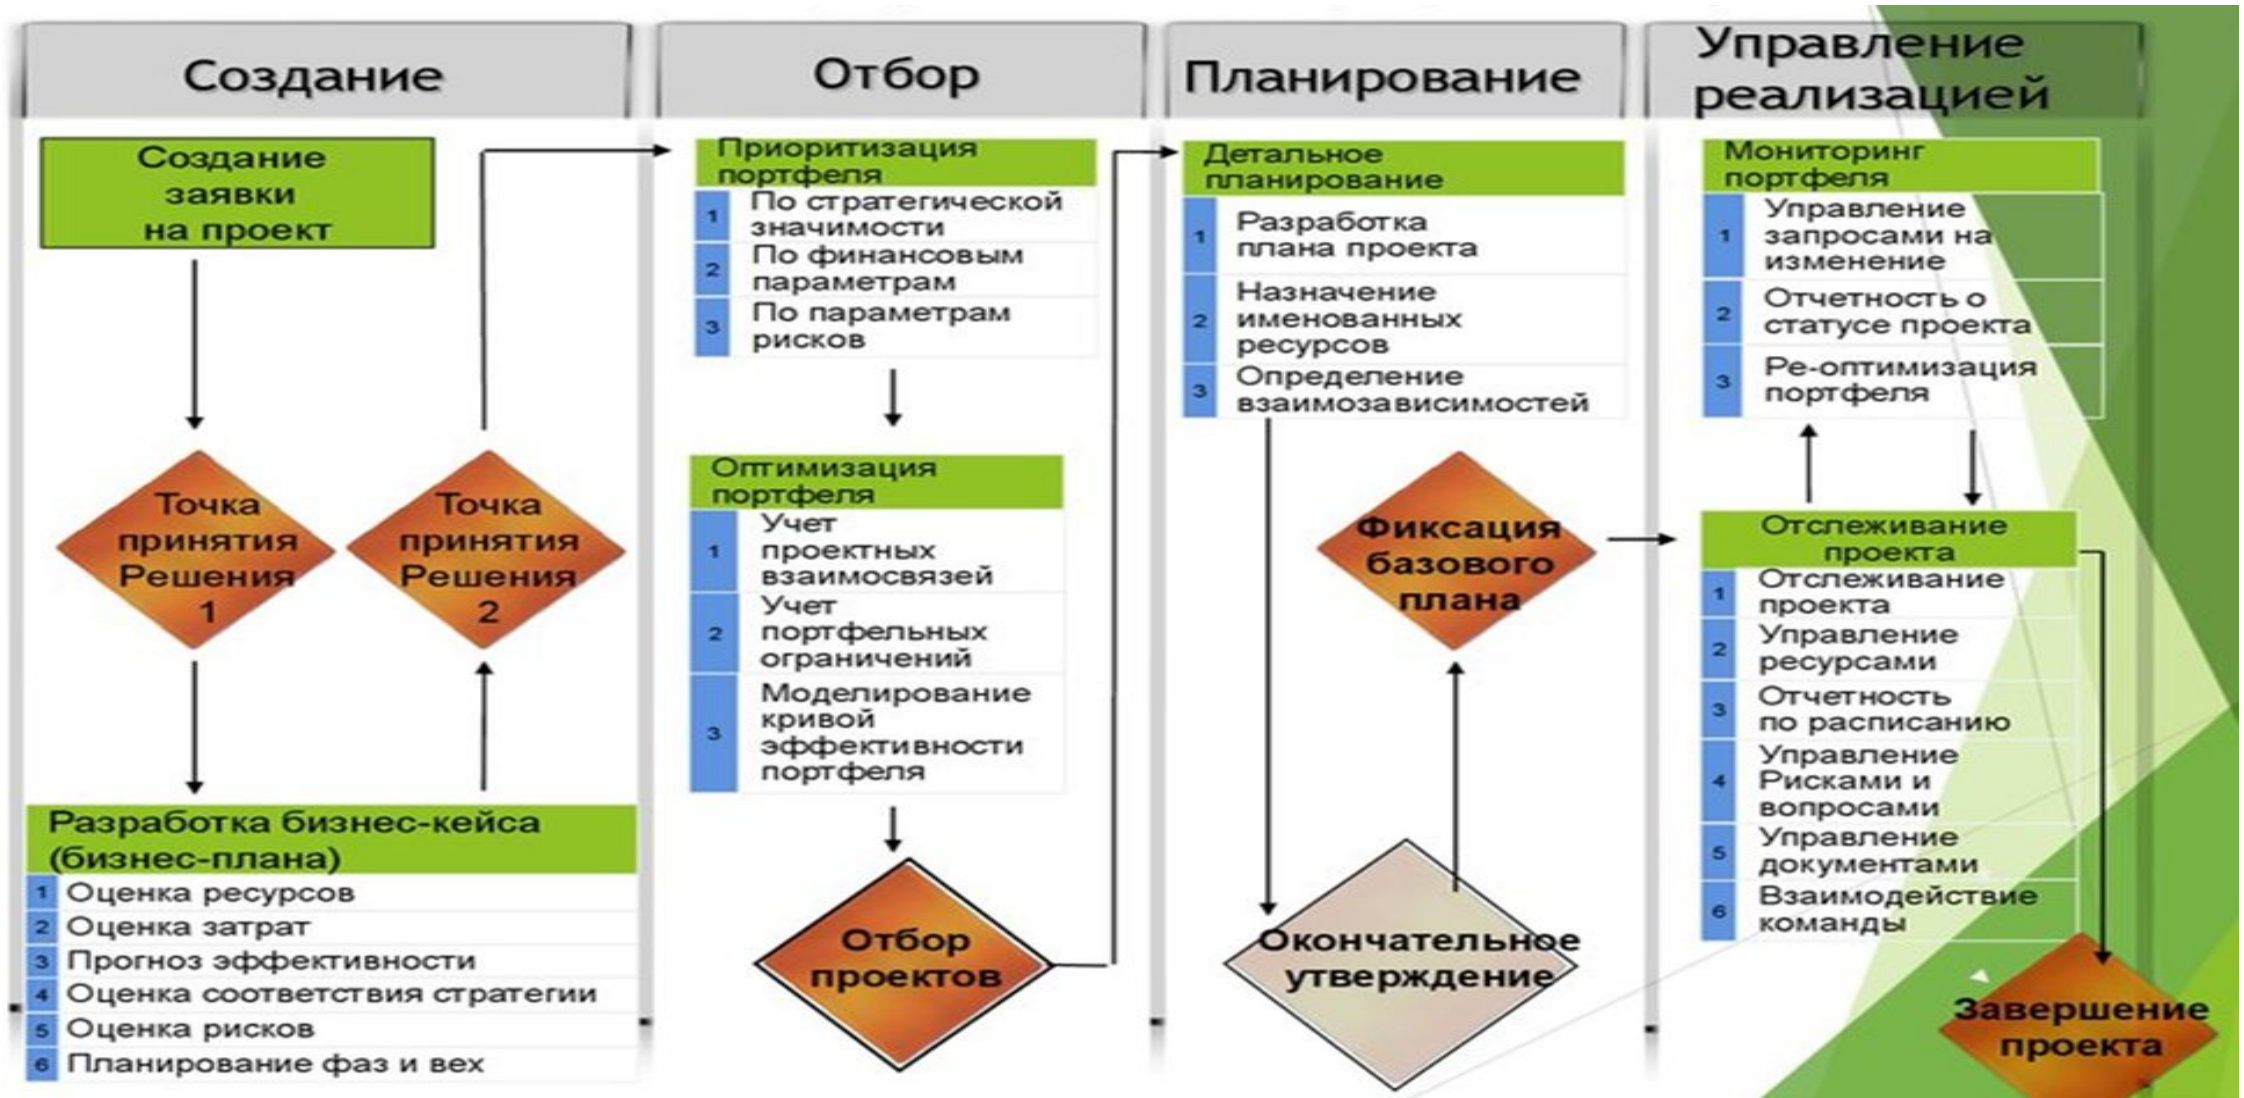 Создание
Создание
заявки
на проект
Точка
принятия
Решения
1
Точка
принятия
Решения
2
Разработка бизнес-кейса
(бизнес-плана)
1 Оценка ресурсов
2 Оценка затрат
3 Прогноз эффективности
4 Оценка соответствия стратегии
5 Оценка рисков
6 Планирование фаз и вех
Отбор
Приоритизация
портфеля
1 По стратегической
значимости
2 По финансовым
параметрам
3 По параметрам
рисков
Оптимизация
портфеля
1 Учет
проектных
взаимосвязей
2 Учет
портфельных
ограничений
3 Моделирование
кривой
эффективности
портфеля
Отбор
проектов
Планирование
Детальное
планирование
1 Разработка
плана проекта
2 Назначение
именованных
ресурсов
3 Определение
взаимозависимостей
Фиксация
базового
плана
Окончательное
утверждение
Управление
реализацией
Мониторинг
портфеля
1 Управление
запросами на
изменение
2 Отчетность о
статусе проекта
3 Ре-оптимизация
портфеля
Отслеживание
проекта
1 Отслеживание
проекта
2 Управление
ресурсами
3 Отчетность
по расписанию
4 Управление
Рисками и
вопросами
5 Управление
документами
6 Взаимодействие
команды
Завершение
проекта